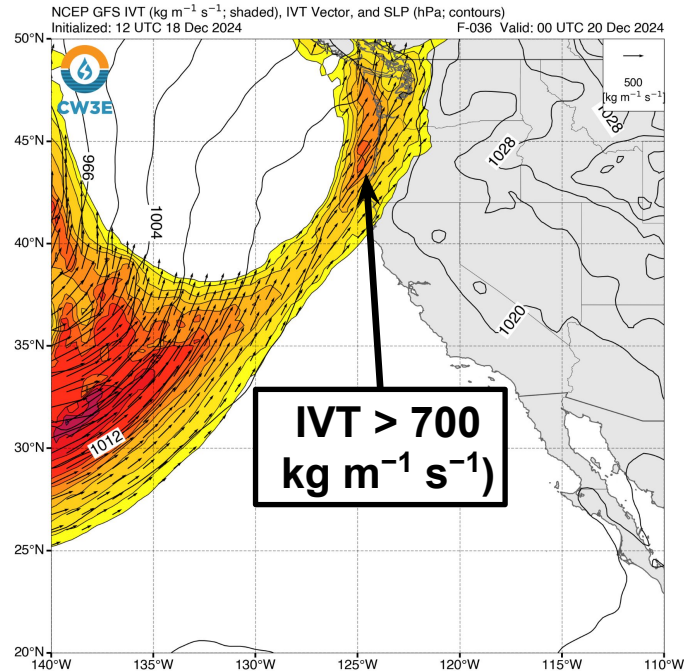 NCEP GFS IVT (kg m⁻¹ s⁻¹; shaded), IVT Vector, and SLP (hPa; contours)
Initialized: 12 UTC 18 Dec 2024 F-036 Valid: 00 UTC 20 Dec 2024
50°N
CW3E
500
[kg m⁻¹ s⁻¹]
1028
45°N
1028
996
1004
40°N
1020
35°N
IVT > 700
kg m⁻¹ s⁻¹)
1012
30°N
25°N
20°N
140°W 135°W 130°W 125°W 120°W 115°W 110°W